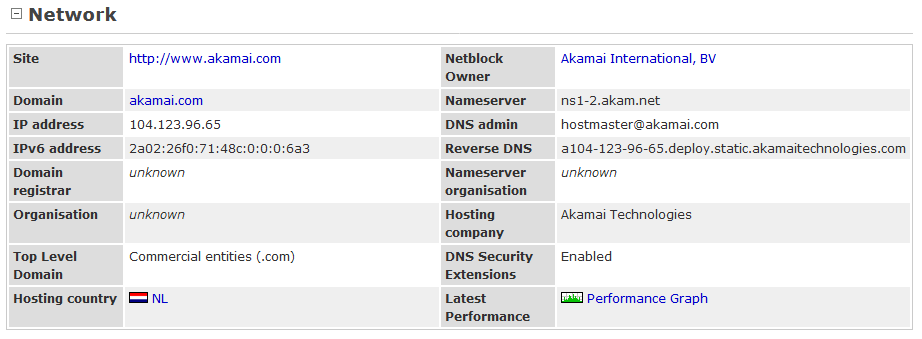 Network
Site http://www.akamai.com Netblock Owner Akamai International, BV
Domain akamai.com Nameserver ns1-2.akam.net
IP address 104.123.96.65 DNS admin hostmaster@akamai.com
IPv6 address 2a02:26f0:71:48c:0:0:0:6a3 Reverse DNS a104-123-96-65.deploy.static.akamaitechnologies.com
Domain registrar unknown Nameserver organisation unknown
Organisation unknown Hosting company Akamai Technologies
Top Level Domain Commercial entities (.com) DNS Security Extensions Enabled
Hosting country NL Latest Performance Performance Graph